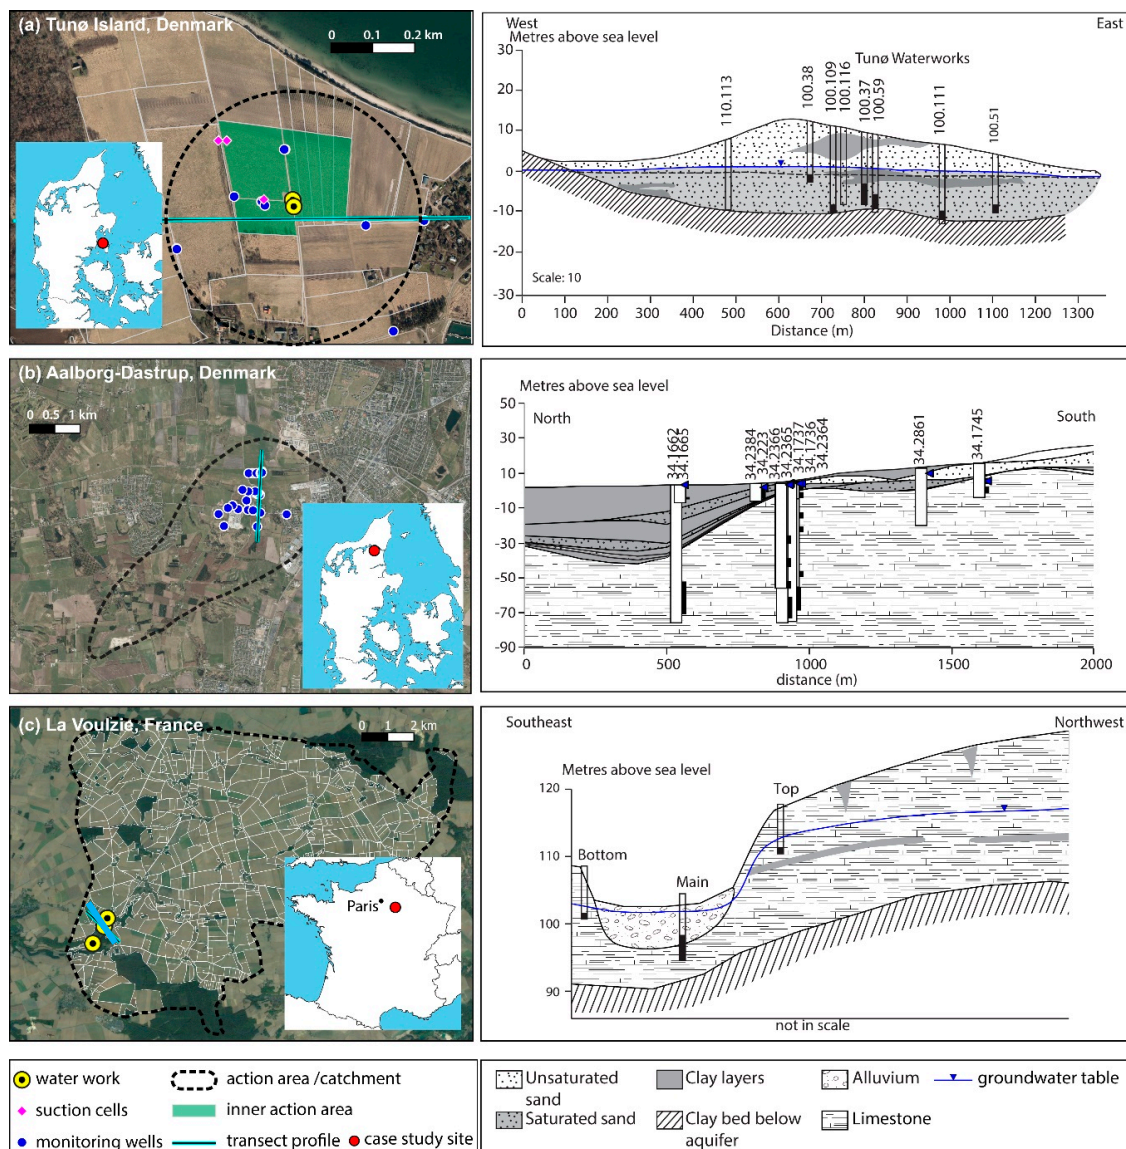 (a) Tunø Island, Denmark
0 0.1 0.2 km
West
East
Metres above sea level
Tunø Waterworks
110.113
100.38
100.109
100.116
100.37
100.59
100.111
100.51
30
20
10
0
-10
-20
-30
Scale: 10
0 100 200 300 400 500 600 700 800 900 1000 1100 1200 1300
Distance (m)
(b) Aalborg-Dastrup, Denmark
0 0.5 1 km
Metres above sea level
North
South
34.1662
34.1665
34.2384
34.223
34.2366
34.2365
34.1737
34.1736
34.2364
34.2861
34.1745
50
30
10
-10
-30
-50
-70
-90
0 500 1000 1500 2000
distance (m)
(c) La Voulzie, France
0 1 2 km
Paris
Southeast
Northwest
Metres above sea level
120
110
100
90
Top
Bottom
Main
not in scale
water work
action area /catchment
suction cells
inner action area
monitoring wells
transect profile
case study site
Unsaturated
sand
Clay layers
Alluvium
groundwater table
Saturated sand
Clay bed below
aquifer
Limestone